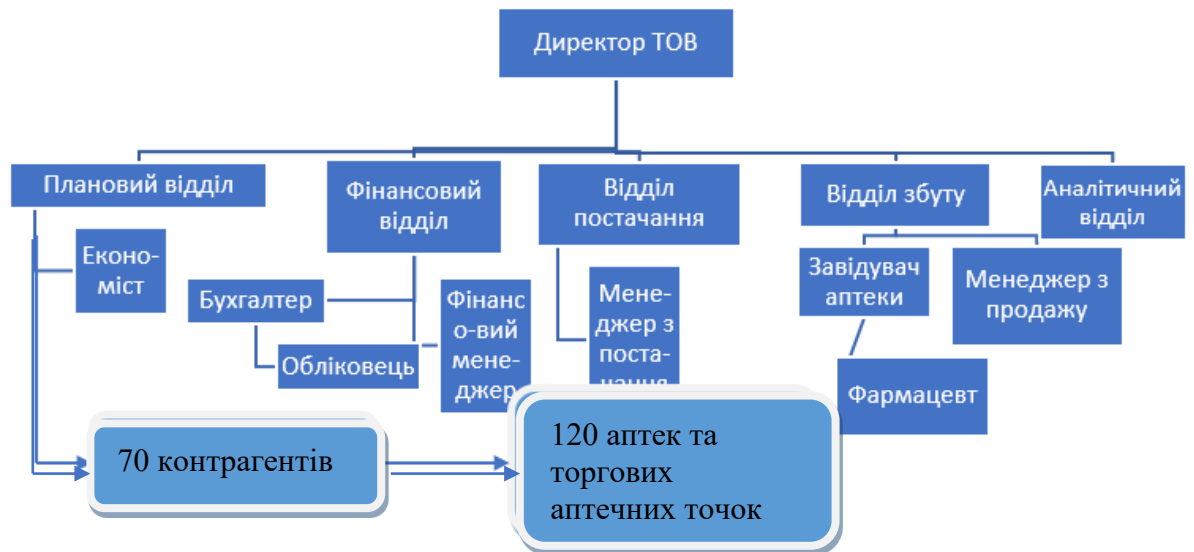 Директор ТОВ
Плановий відділ
Фінансовий
відділ
Відділ
постачання
Відділ збуту
Аналітичний
відділ
Еконо-
міст
Бухгалтер
Обліковець
Фінанс
о-вий
мене-
джер
Мене-
джер з
поста-
чання
Завідувач
аптеки
Менеджер з
продажу
Фармацевт
70 контрагентів
120 аптек та
торгових
аптечних точок